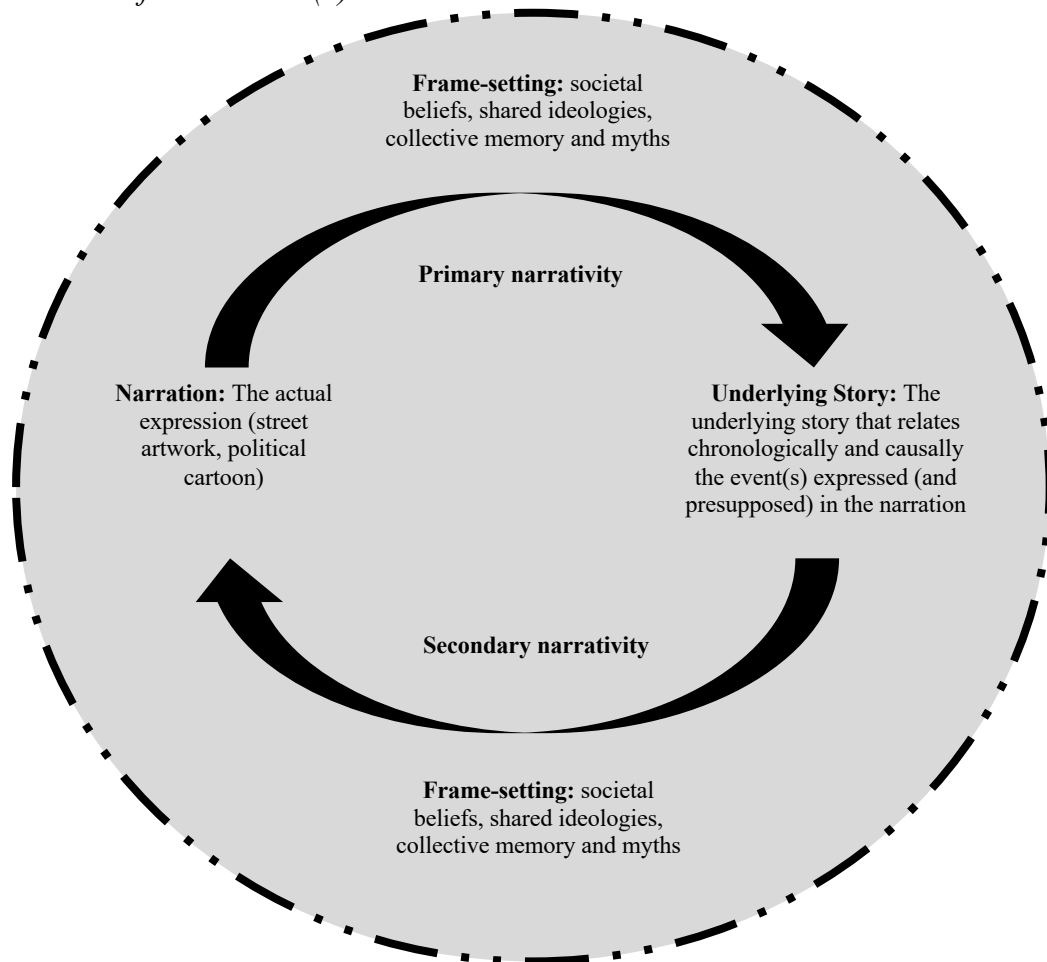 Frame-setting: societal
beliefs, shared ideologies,
collective memory and myths
Primary narrativity
Narration: The actual
expression (street
artwork, political
cartoon)
Underlying Story: The
underlying story that relates
chronologically and causally
the event(s) expressed (and
presupposed) in the narration
Secondary narrativity
Frame-setting: societal
beliefs, shared ideologies,
collective memory and myths